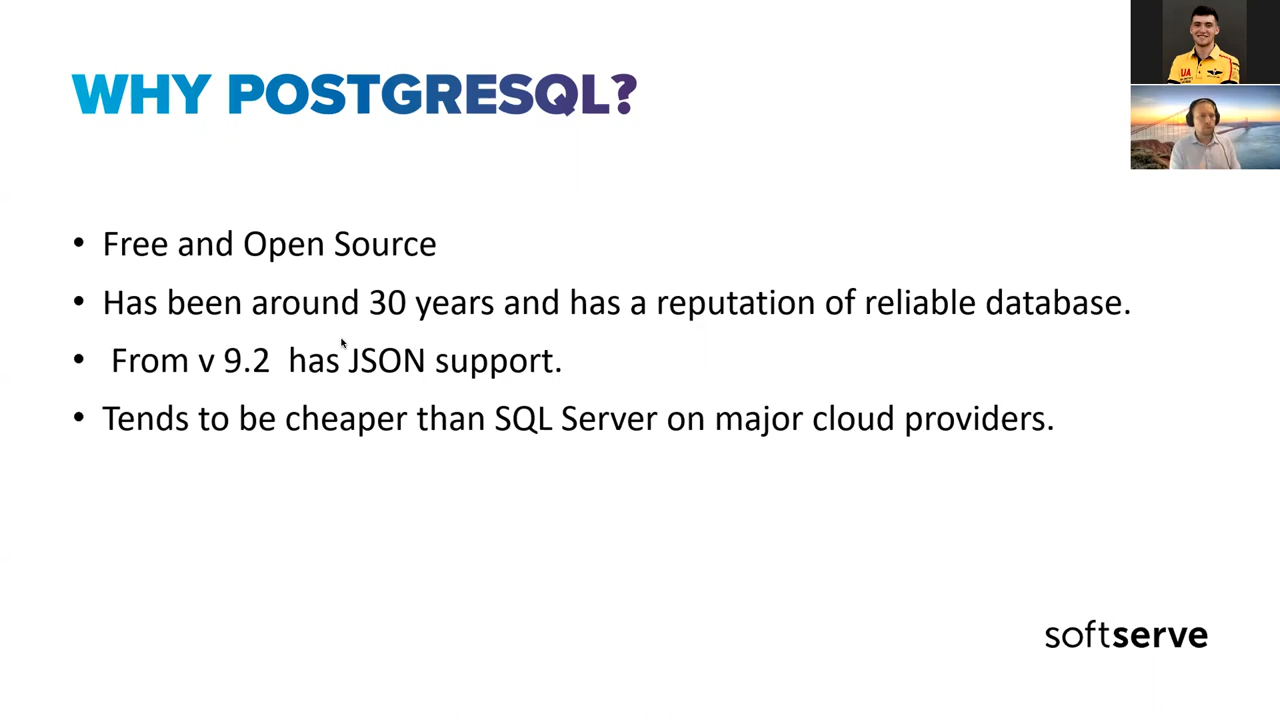 WHY POSTGRESQL?
• Free and Open Source
• Has been around 30 years and has a reputation of reliable database.
• From v 9.2  has JSON support.
• Tends to be cheaper than SQL Server on major cloud providers.
softserve
UA